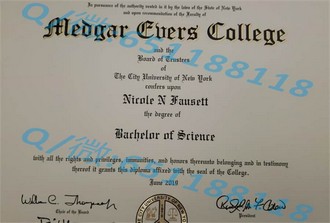 In pursuance of the authority vested in it by the laws of the State of New York
and upon recommendation of the Faculty of
Medgar Evers College
and the
Board of Trustees
of
The City University of New York
confers upon
Nicole N Fausett
the degree of
Bachelor of Science
with all the rights and privileges, immunities, and honors thereunto belonging and in testimony
thereof it grants this diploma offixed with the seal of the College.
June 2019
Chair of the Board
President